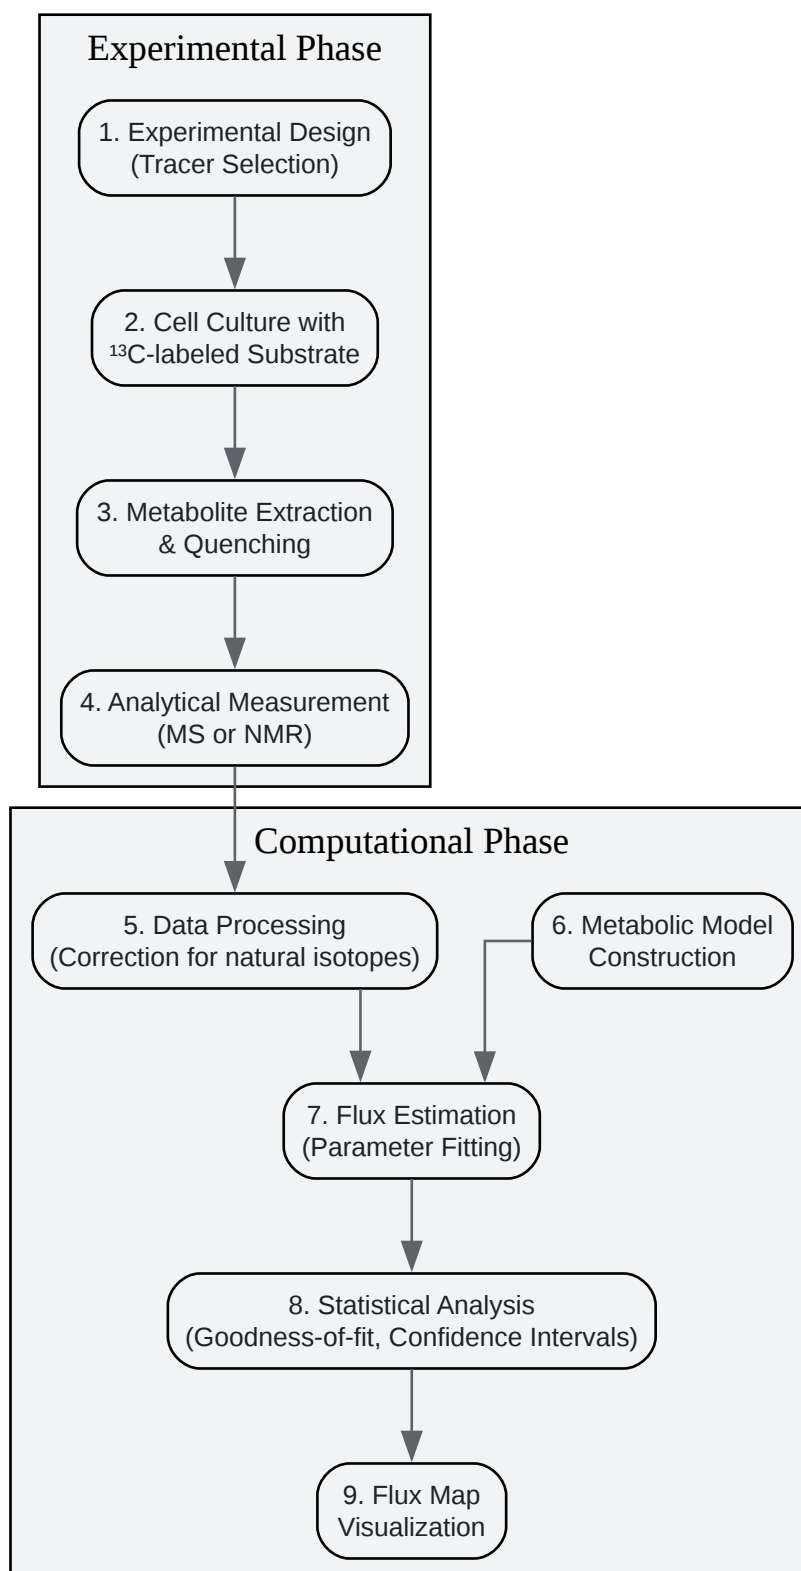 Experimental Phase
1. Experimental Design
(Tracer Selection)
2. Cell Culture with
¹³C-labeled Substrate
3. Metabolite Extraction
& Quenching
4. Analytical Measurement
(MS or NMR)
Computational Phase
5. Data Processing
(Correction for natural isotopes)
6. Metabolic Model
Construction
7. Flux Estimation
(Parameter Fitting)
8. Statistical Analysis
(Goodness-of-fit, Confidence Intervals)
9. Flux Map
Visualization